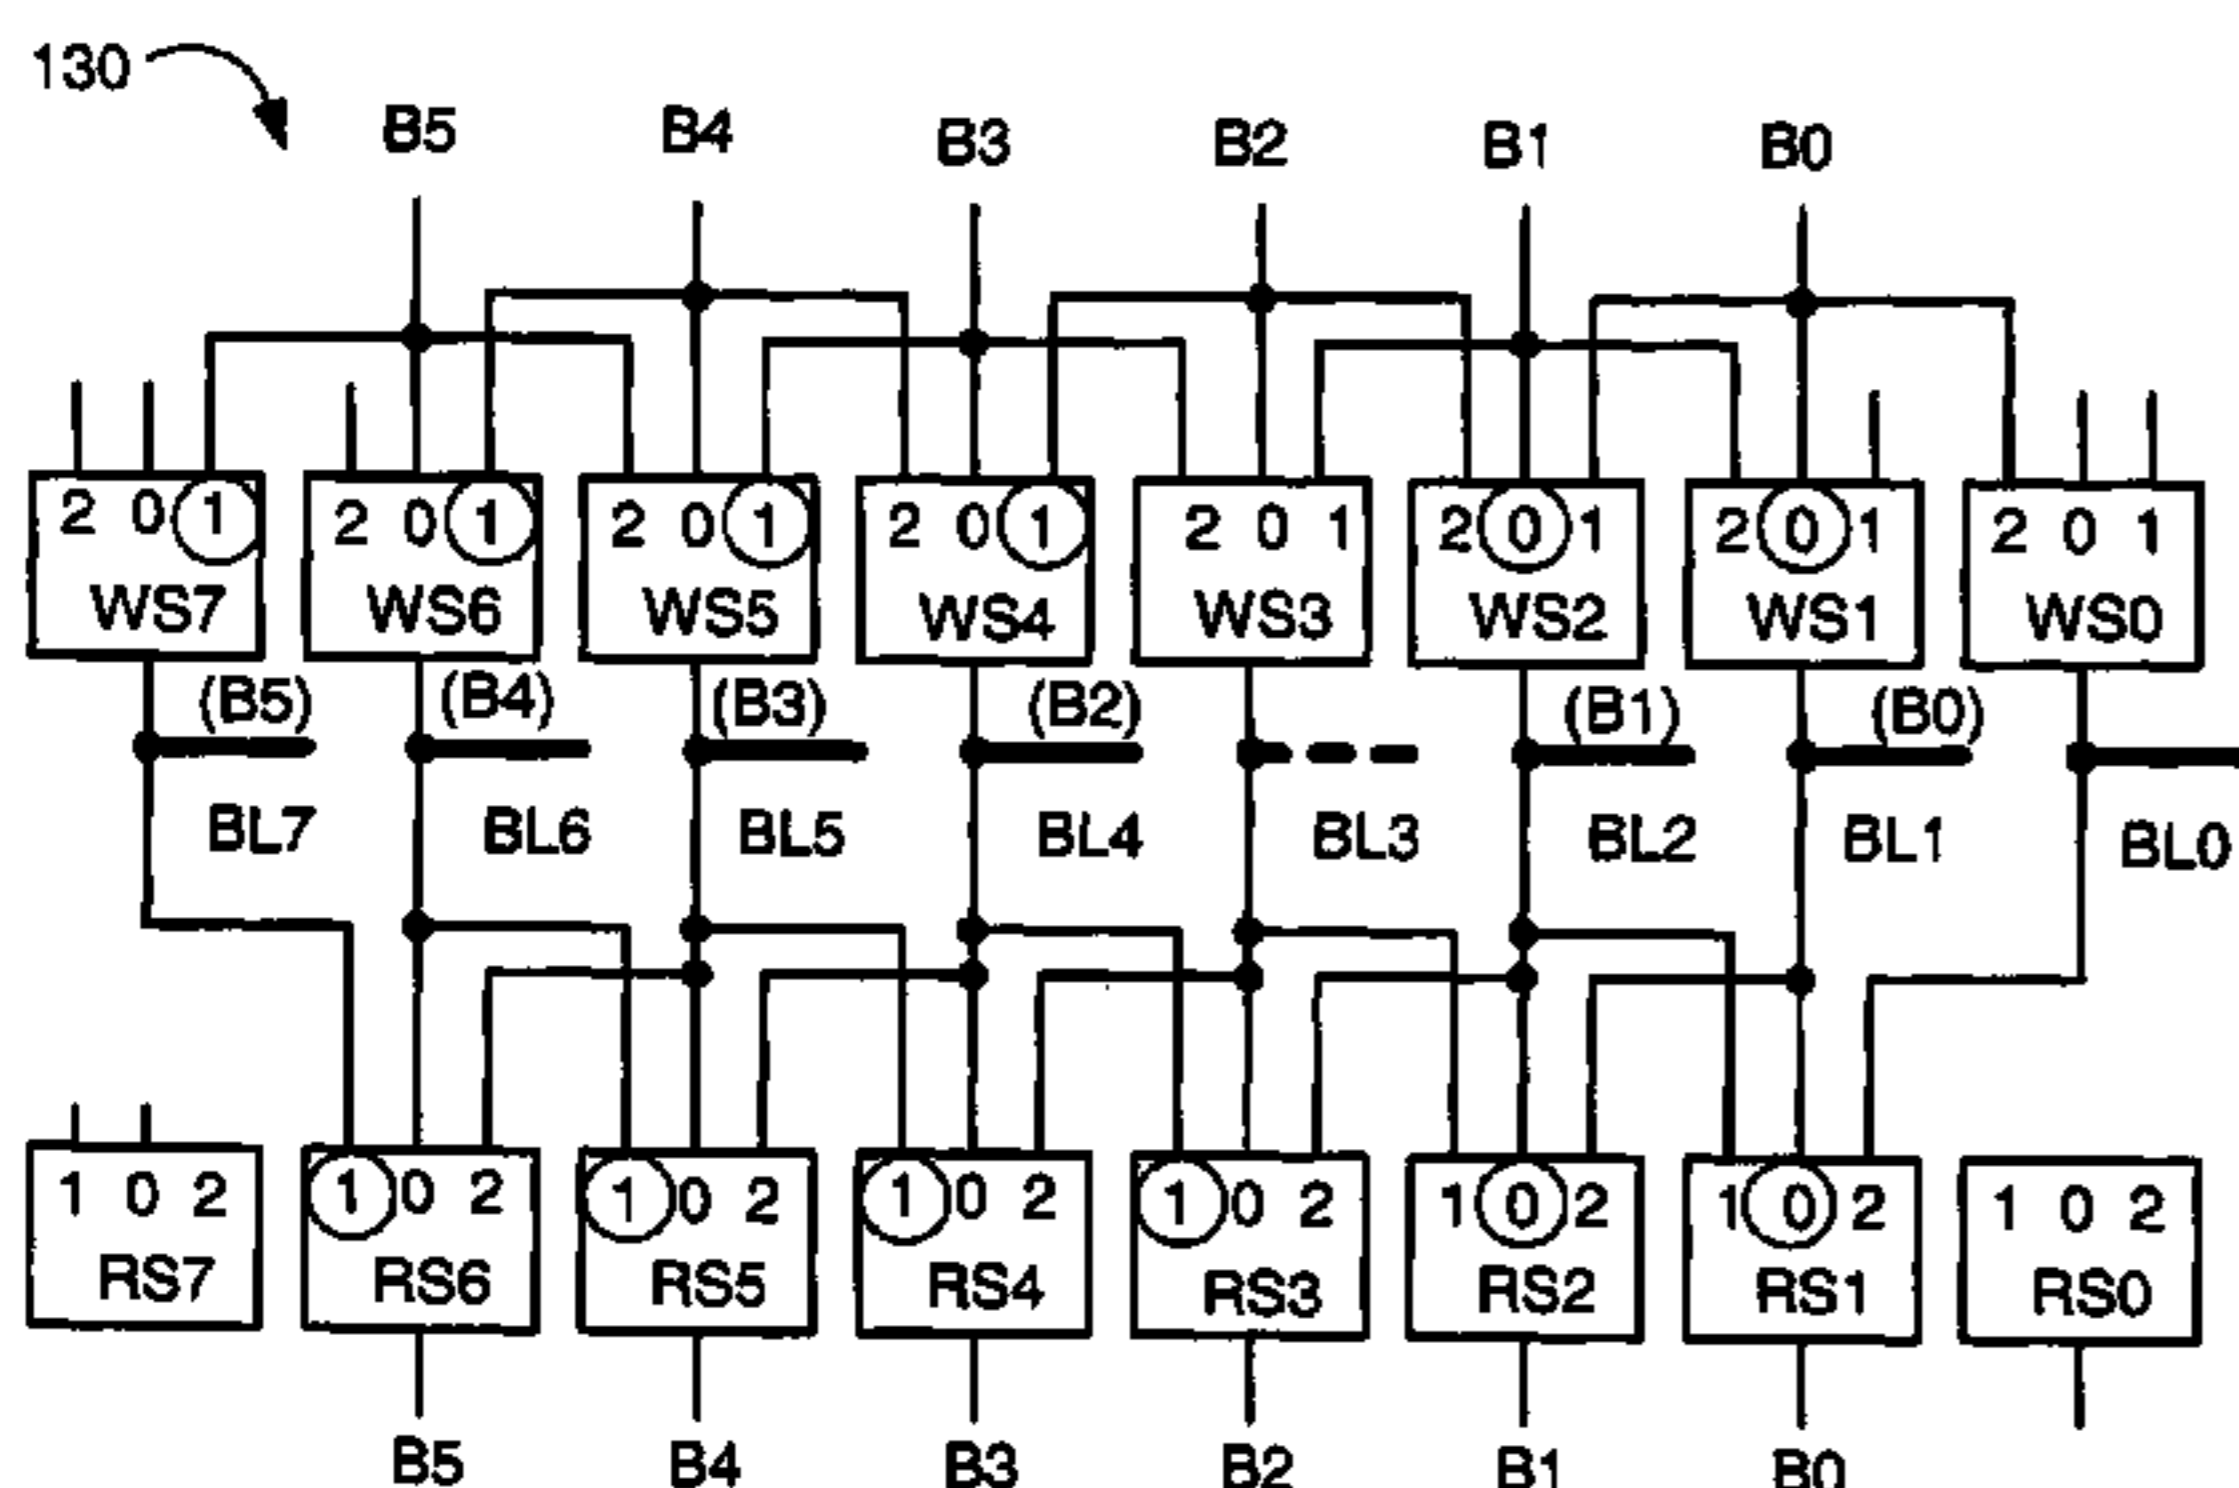 130
B5 B4 B3 B2 B1 B0
2 0 1 2 0 1 2 0 1 2 0 1 2 0 1 2 0 1 2 0 1 2 0 1
WS7 WS6 WS5 WS4 WS3 WS2 WS1 WS0
(B5) (B4) (B3) (B2) (B1) (B0)
BL7 BL6 BL5 BL4 BL3 BL2 BL1 BL0
1 0 2 1 0 2 1 0 2 1 0 2 1 0 2 1 0 2 1 0 2 1 0 2
RS7 RS6 RS5 RS4 RS3 RS2 RS1 RS0
B5 B4 B3 B2 B1 B0